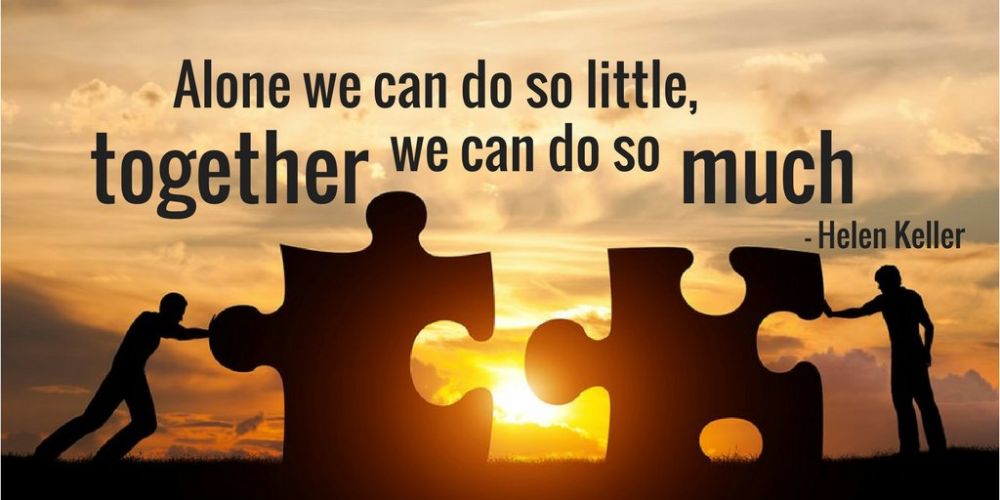 Alone we can do so little,
together we can do so much
- Helen Keller